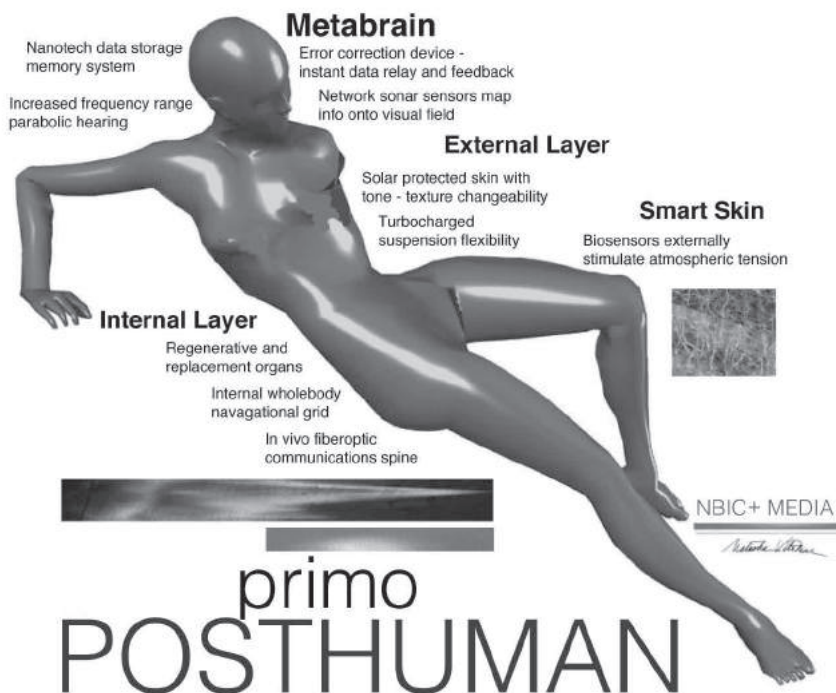 Metabrain
Nanotech data storage
memory system
Error correction device -
instant data relay and feedback
Increased frequency range
parabolic hearing
Network sonar sensors map
info onto visual field
External Layer
Solar protected skin with
tone - texture changeability
Turbocharged
suspension flexibility
Smart Skin
Biosensors externally
stimulate atmospheric tension
Internal Layer
Regenerative and
replacement organs
Internal wholebody
navagational grid
In vivo fiberoptic
communications spine
NBIC+ MEDIA
primo
POSTHUMAN